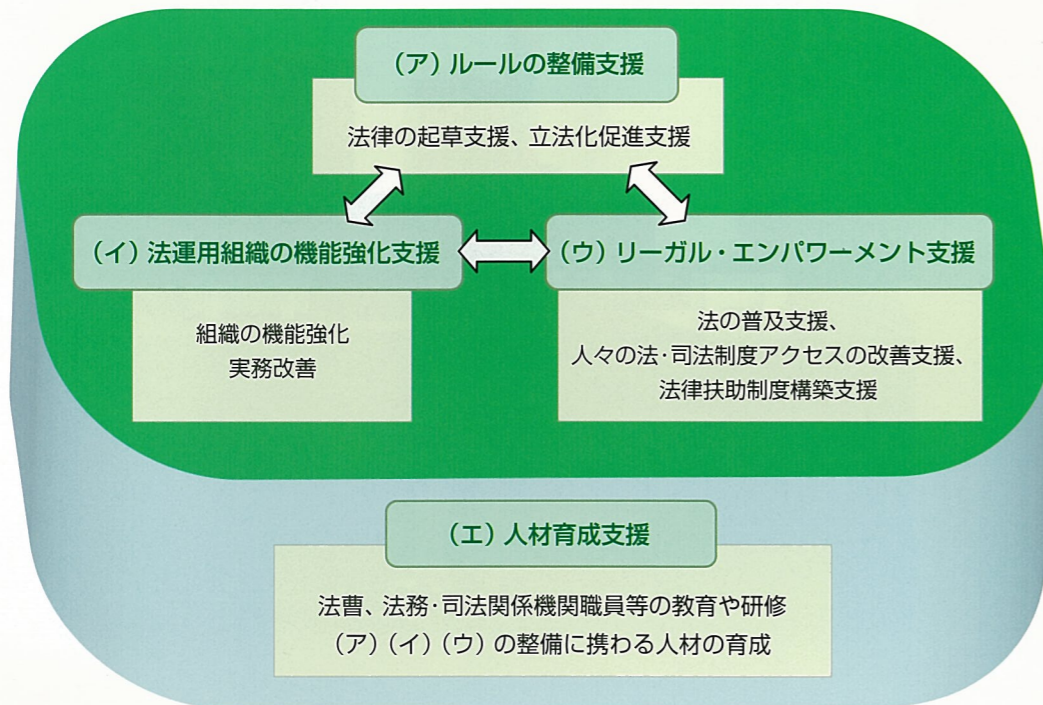 (ア)ルールの整備支援
法律の起草支援、立法化促進支援
(イ)法運用組織の機能強化支援
組織の機能強化
実務改善
(ウ)リーガル・エンパワーメント支援
法の普及支援、
人々の法・司法制度アクセスの改善支援、
法律扶助制度構築支援
(エ)人材育成支援
法曹、法務・司法関係機関職員等の教育や研修
(ア)(イ)(ウ)の整備に携わる人材の育成